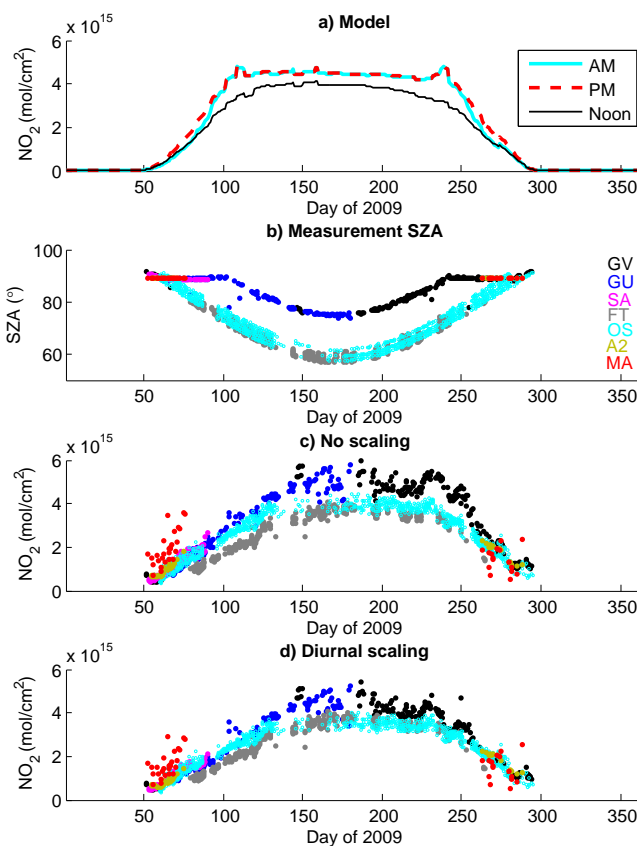 a) Model
x 10^15
6
4
2
0
NO2 (mol/cm2)
AM
PM
Noon
50 100 150 200 250 300 350
Day of 2009
b) Measurement SZA
100
80
60
SZA (°)
GV
GU
SA
FT
OS
A2
MA
50 100 150 200 250 300 350
Day of 2009
c) No scaling
x 10^15
6
4
2
0
NO2 (mol/cm2)
50 100 150 200 250 300 350
Day of 2009
d) Diurnal scaling
x 10^15
6
4
2
0
NO2 (mol/cm2)
50 100 150 200 250 300 350
Day of 2009